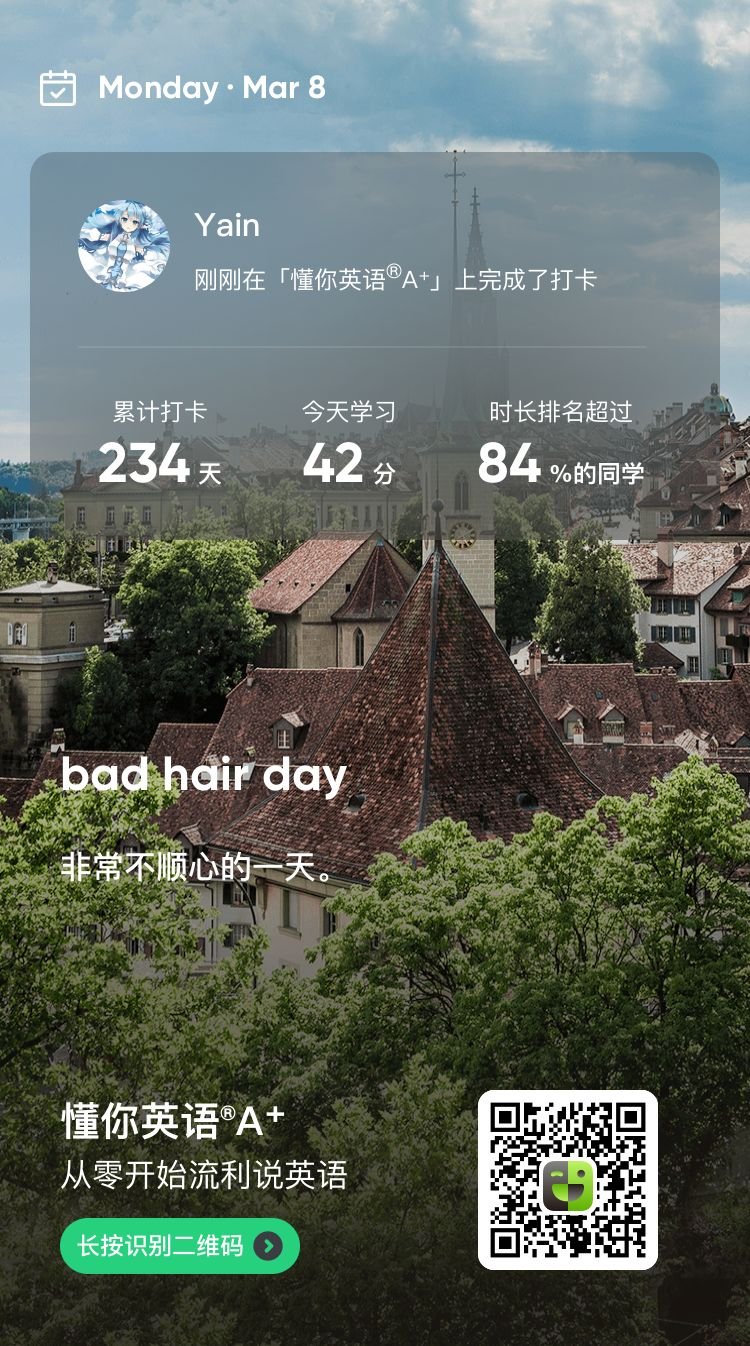 Monday · Mar 8
Yain
刚刚在「懂你英语®A⁺」上完成了打卡
累计打卡 今天学习 时长排名超过
234 天 42 分 84 %的同学
bad hair day
非常不顺心的一天。
懂你英语®A⁺
从零开始流利说英语
长按识别二维码